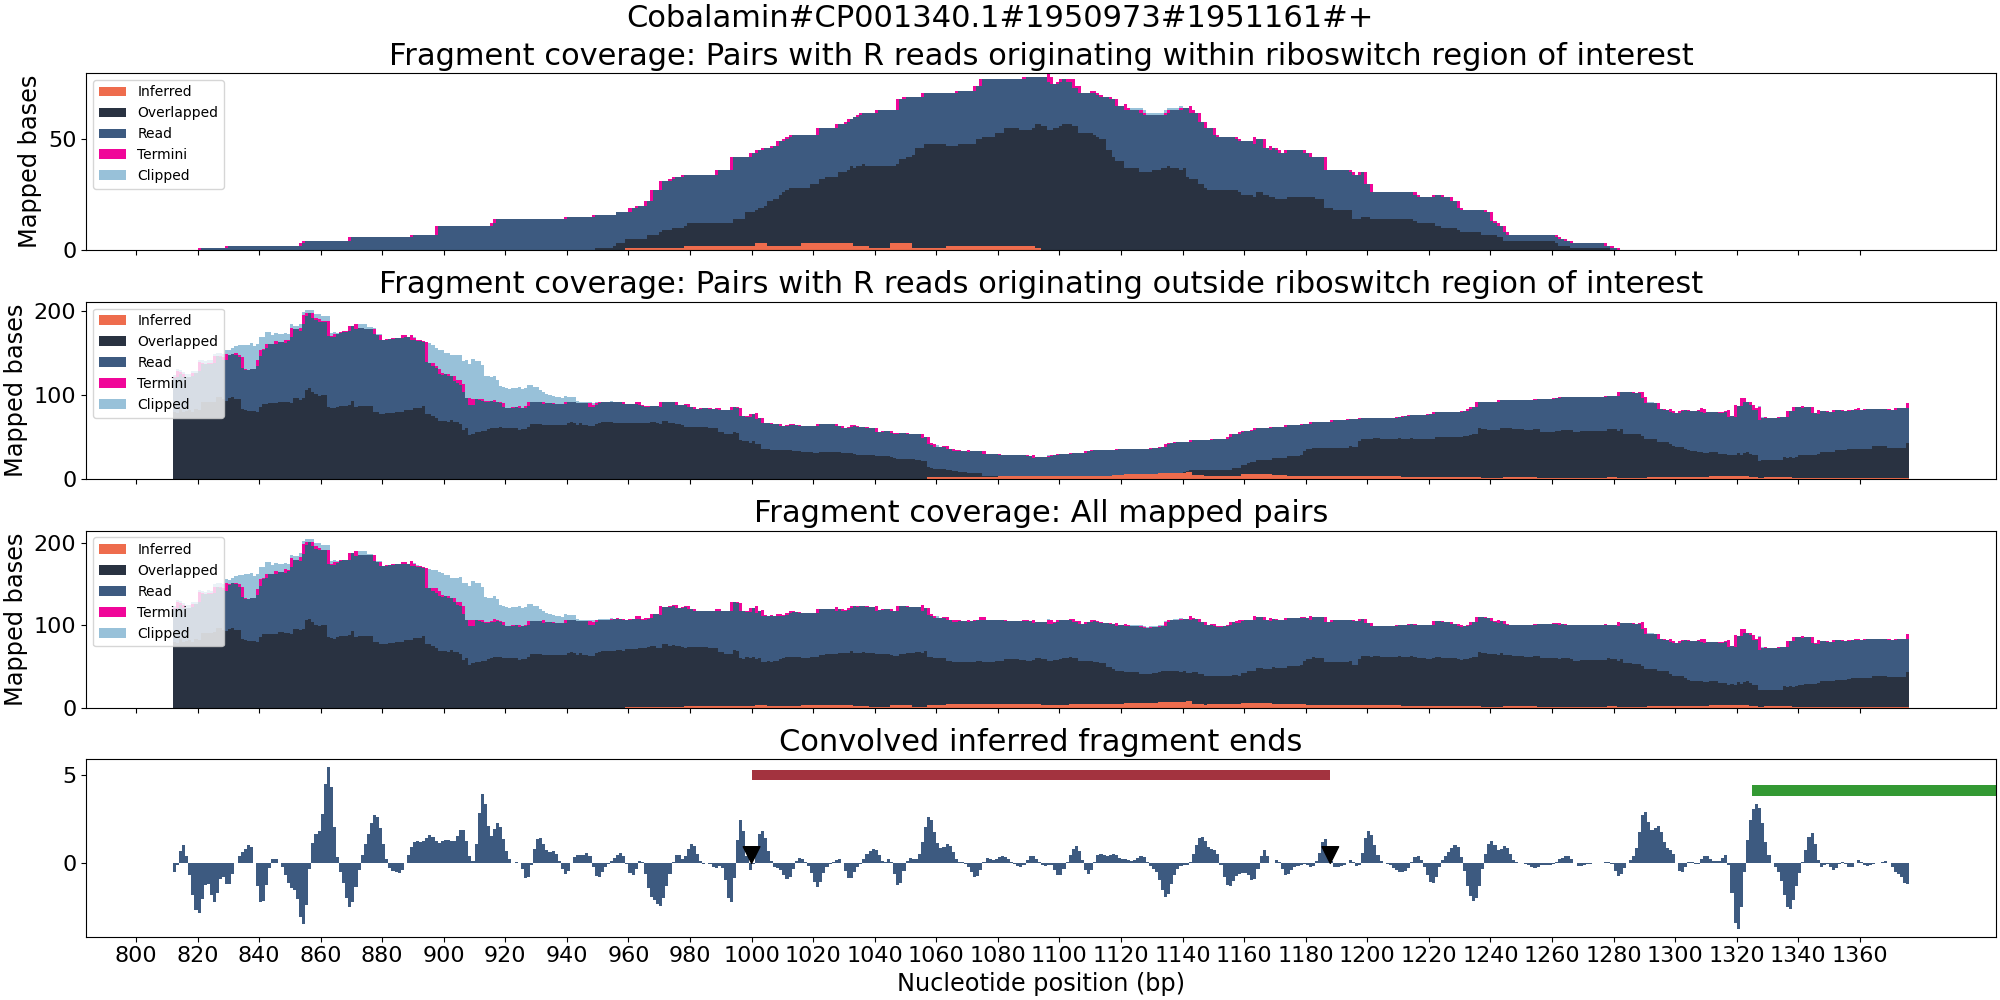 Cobalamin#CP001340.1#1950973#1951161#+
Fragment coverage: Pairs with R reads originating within riboswitch region of interest
Mapped bases
50
0
Inferred
Overlapped
Read
Termini
Clipped
Fragment coverage: Pairs with R reads originating outside riboswitch region of interest
Mapped bases
200
100
0
Inferred
Overlapped
Read
Termini
Clipped
Fragment coverage: All mapped pairs
Mapped bases
200
100
0
Inferred
Overlapped
Read
Termini
Clipped
Convolved inferred fragment ends
5
0
800 820 840 860 880 900 920 940 960 980 1000 1020 1040 1060 1080 1100 1120 1140 1160 1180 1200 1220 1240 1260 1280 1300 1320 1340 1360
Nucleotide position (bp)